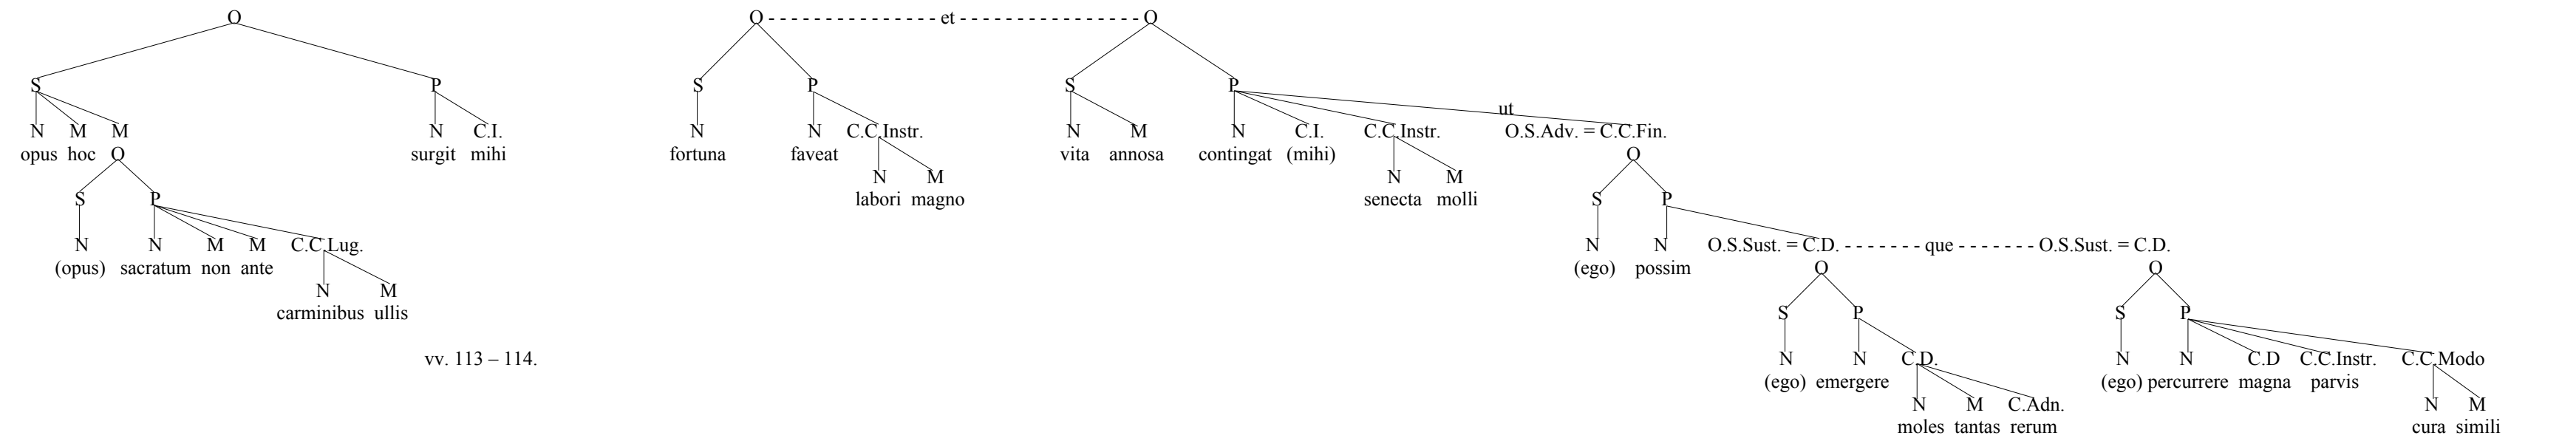 O O - - - - - - - - - - - - - - - - et - - - - - - - - - - - - - - - - - O
S P S P S P ut
N M M N C.I. N N C.C.Instr. N M N C.I. C.C.Instr. O.S.Adv. = C.C.Fin.
opus hoc O surgit mihi fortuna faveat N M vita annosa contingat (mihi) N M O
labori magno senecta molli
S P S P
N N M M C.C.Lug. N N O.S.Sust. = C.D. - - - - - - - que - - - - - - - O.S.Sust. = C.D.
(opus) sacratum non ante N M (ego) possim O O
carminibus ullis S P S P
vv. 113 – 114. N N C.D. N N C.D C.C.Instr. C.C.Modo
(ego) emergere (ego) percurrere magna parvis
N M C.Adn. N M
moles tantas rerum cura simili